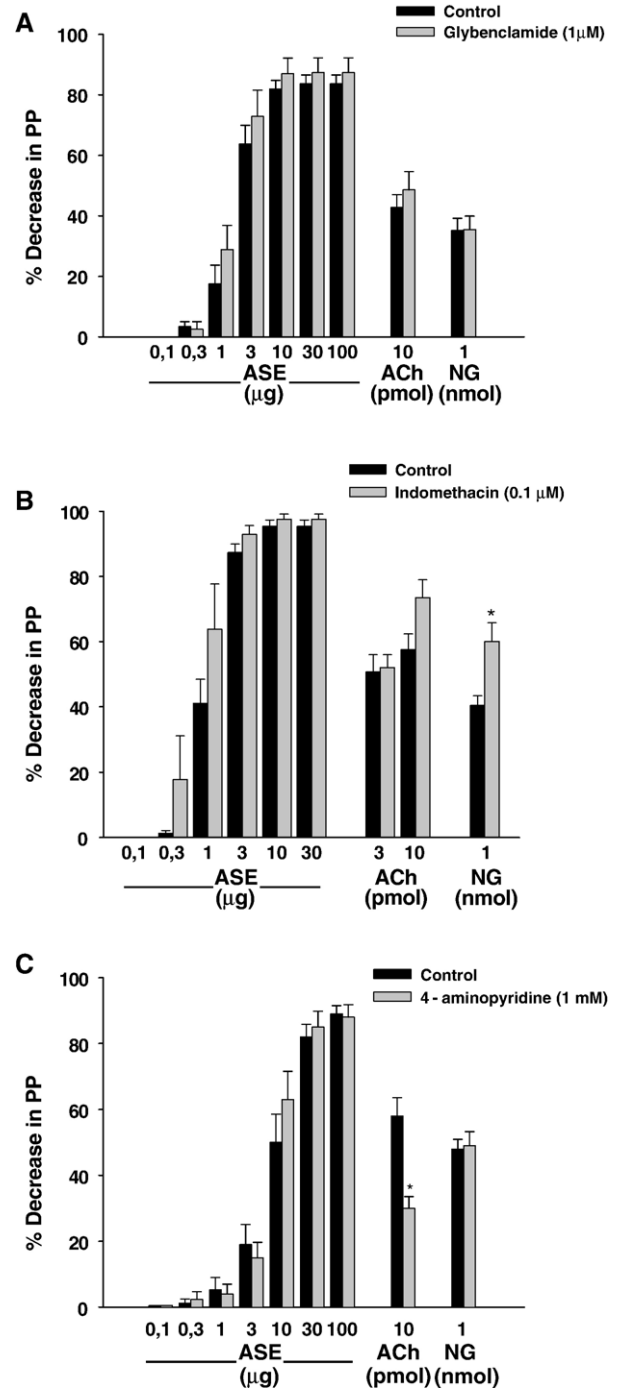 A
Control
Glybenclamide (1µM)
100
80
60
40
20
0
% Decrease in PP
0,1 0,3 1 3 10 30 100 10 1
ASE ACh NG
(µg) (pmol) (nmol)
B
Control
Indomethacin (0.1 µM)
100
80
60
40
20
0
% Decrease in PP
*
0,1 0,3 1 3 10 30 3 10 1
ASE ACh NG
(µg) (pmol) (nmol)
C
Control
4 - aminopyridine (1 mM)
100
80
60
40
20
0
% Decrease in PP
*
0,1 0,3 1 3 10 30 100 10 1
ASE ACh NG
(µg) (pmol) (nmol)